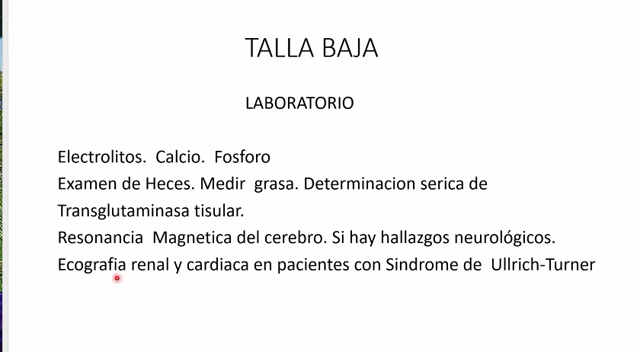 TALLA BAJA
LABORATORIO
Electrolitos. Calcio. Fosforo
Examen de Heces. Medir grasa. Determinacion serica de
Transglutaminasa tisular.
Resonancia Magnetica del cerebro. Si hay hallazgos neurológicos.
Ecografia renal y cardiaca en pacientes con Sindrome de Ullrich-Turner